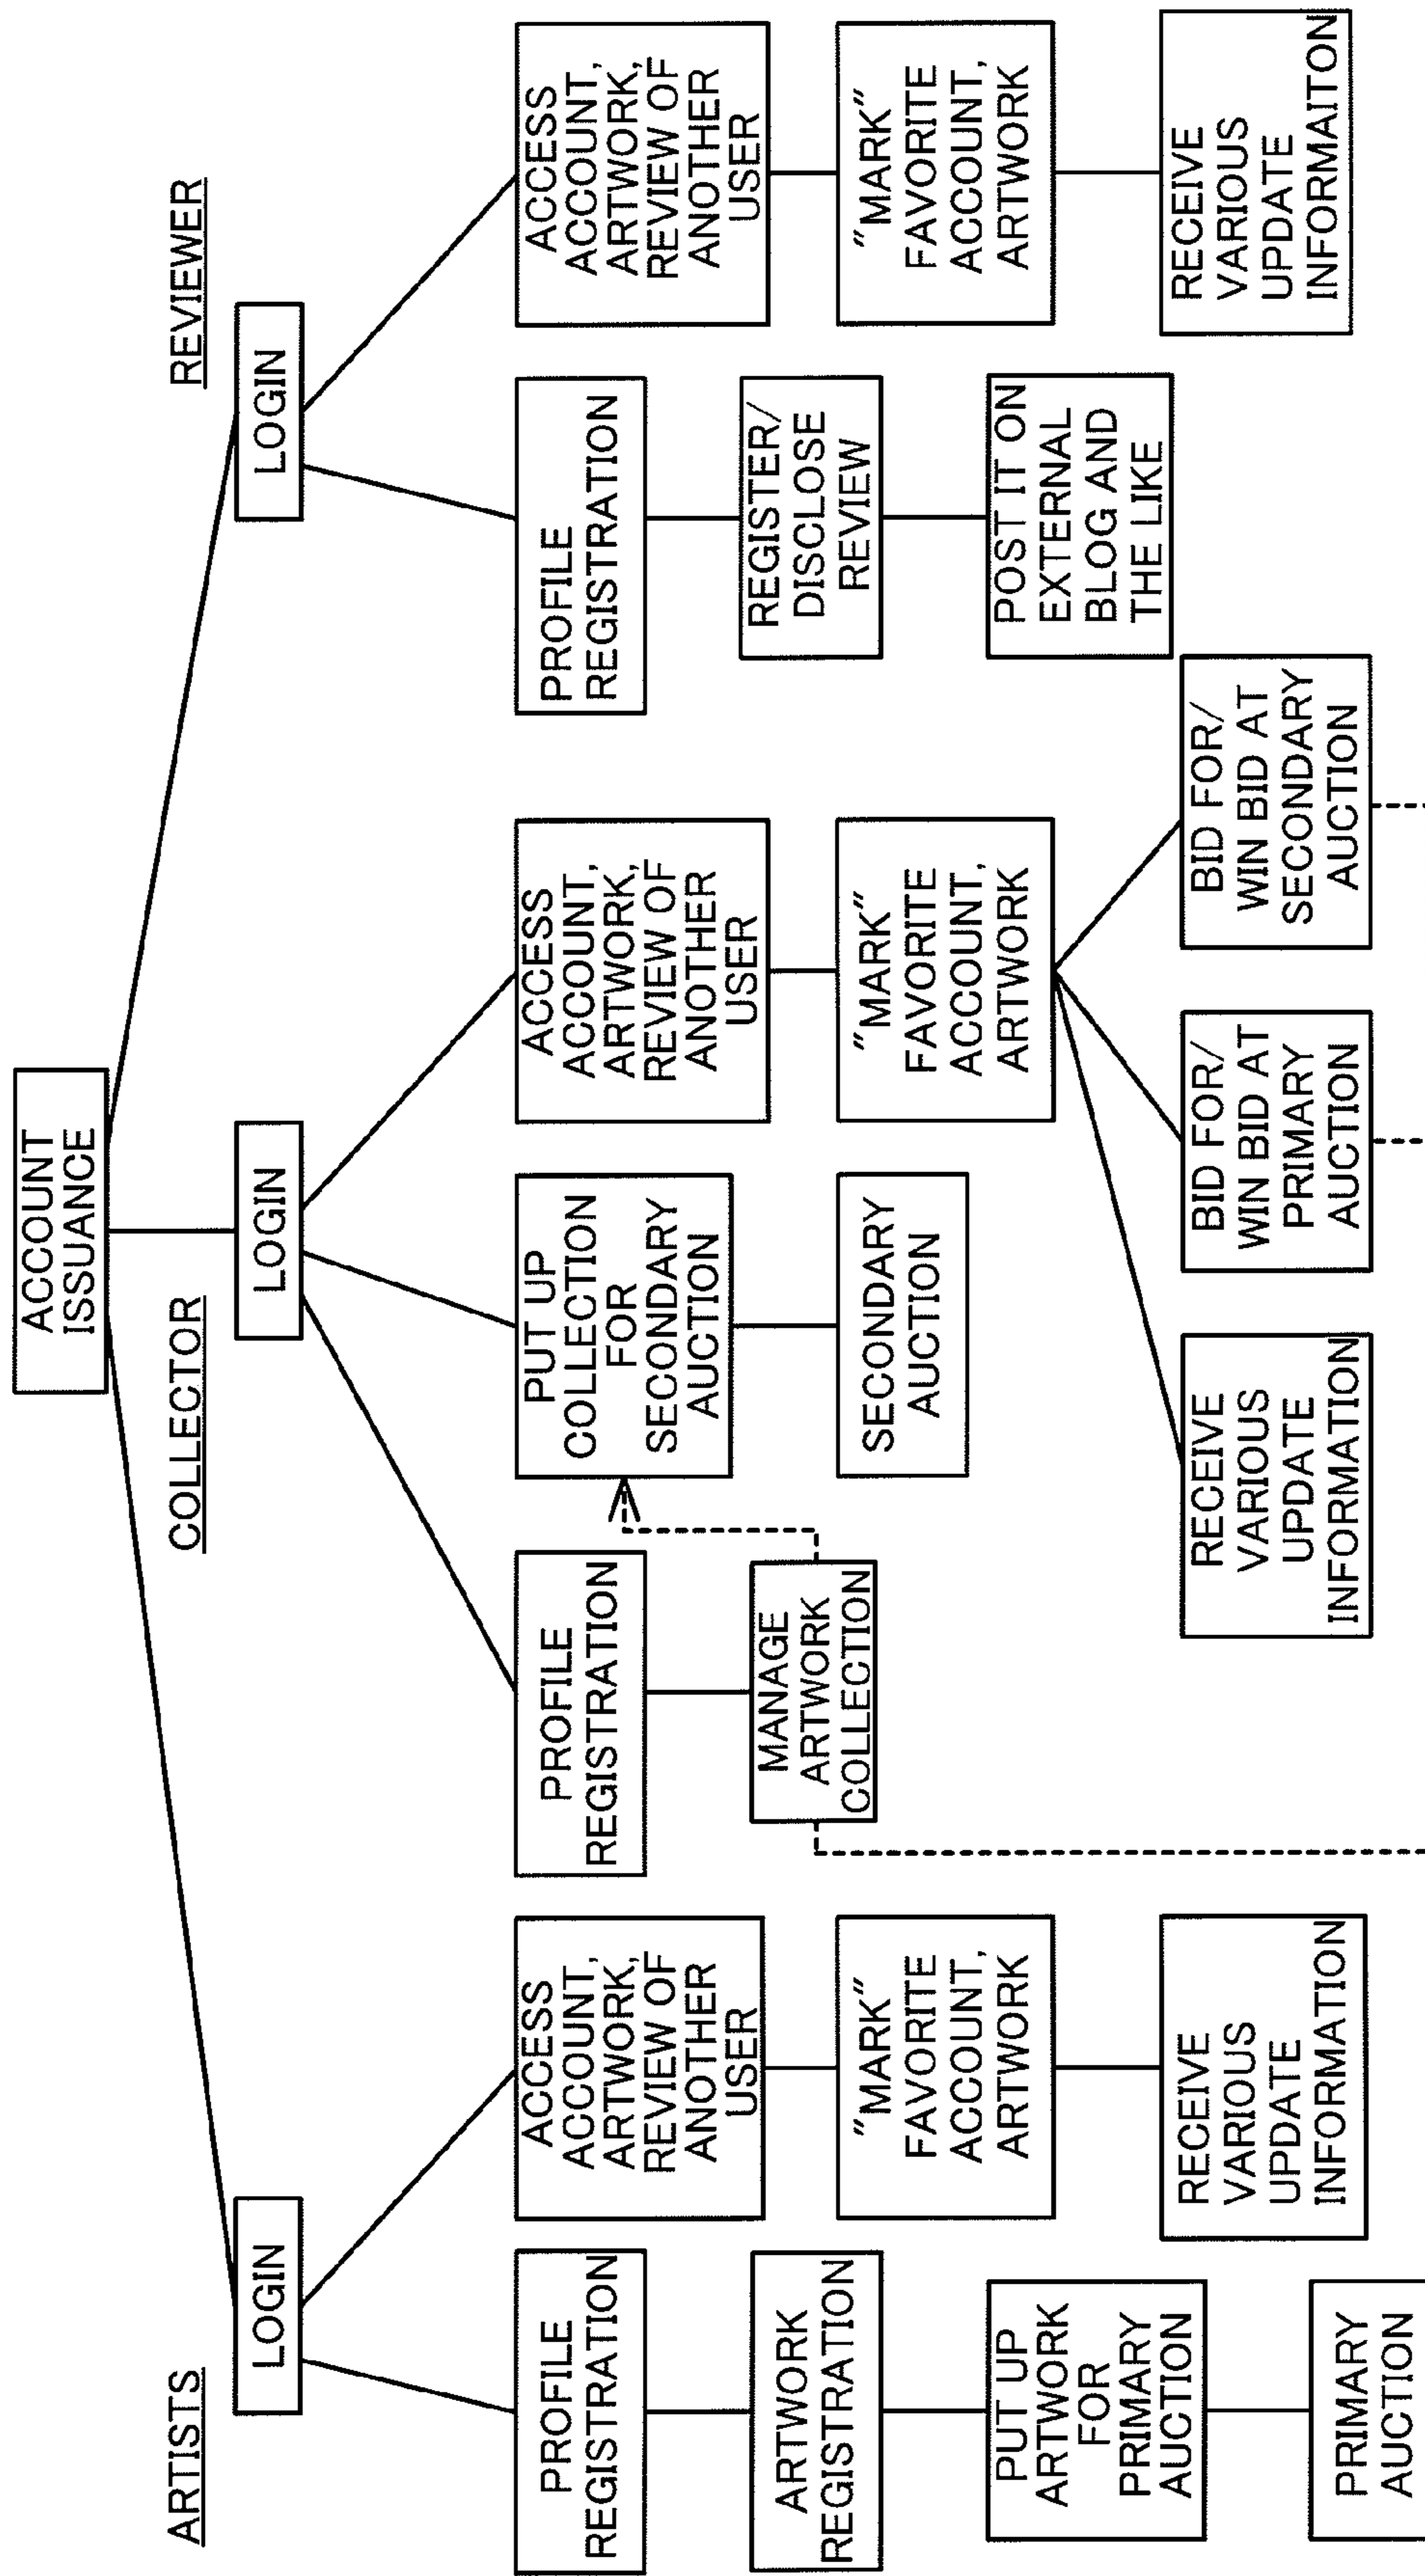 ACCOUNT
ISSUANCE
ARTISTS
LOGIN
PROFILE
REGISTRATION
ARTWORK
REGISTRATION
PUT UP
ARTWORK
FOR
PRIMARY
AUCTION
PRIMARY
AUCTION
ACCESS
ACCOUNT,
ARTWORK,
REVIEW OF
ANOTHER
USER
"MARK"
FAVORITE
ACCOUNT,
ARTWORK
RECEIVE
VARIOUS
UPDATE
INFORMATION
COLLECTOR
LOGIN
PROFILE
REGISTRATION
MANAGE
ARTWORK
COLLECTION
PUT UP
COLLECTION
FOR
SECONDARY
AUCTION
SECONDARY
AUCTION
ACCESS
ACCOUNT,
ARTWORK,
REVIEW OF
ANOTHER
USER
"MARK"
FAVORITE
ACCOUNT,
ARTWORK
RECEIVE
VARIOUS
UPDATE
INFORMATION
BID FOR/
WIN BID AT
PRIMARY
AUCTION
BID FOR/
WIN BID AT
SECONDARY
AUCTION
REVIEWER
LOGIN
PROFILE
REGISTRATION
REGISTER/
DISCLOSE
REVIEW
POST IT ON
EXTERNAL
BLOG AND
THE LIKE
ACCESS
ACCOUNT,
ARTWORK,
REVIEW OF
ANOTHER
USER
"MARK"
FAVORITE
ACCOUNT,
ARTWORK
RECEIVE
VARIOUS
UPDATE
INFORMAITON